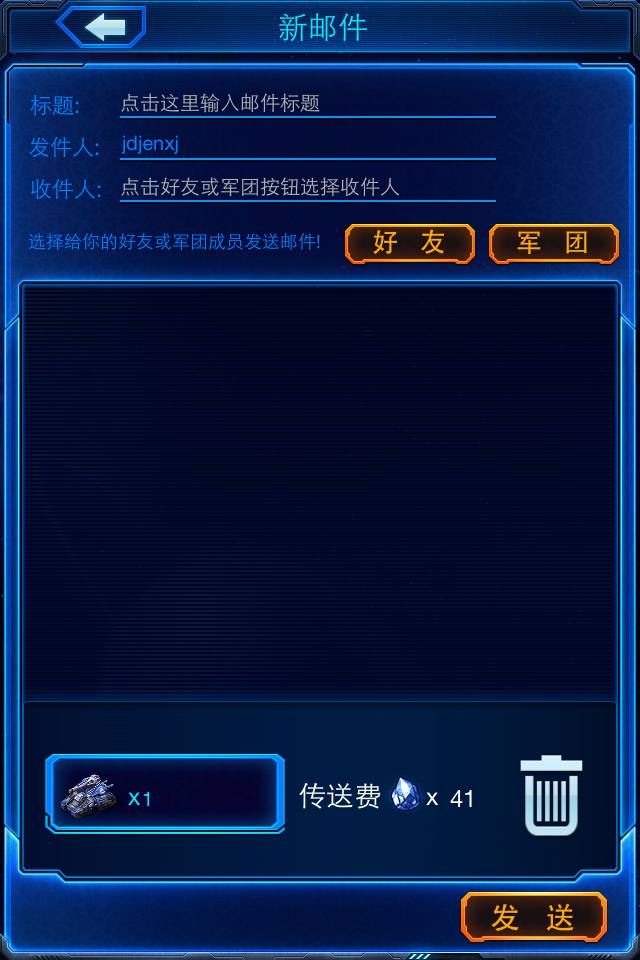 新邮件
标题: 点击这里输入邮件标题
发件人: jdjenxj
收件人: 点击好友或军团按钮选择收件人
选择给你的好友或军团成员发送邮件! 好 友 军 团
x1 传送费 x 41
发 送